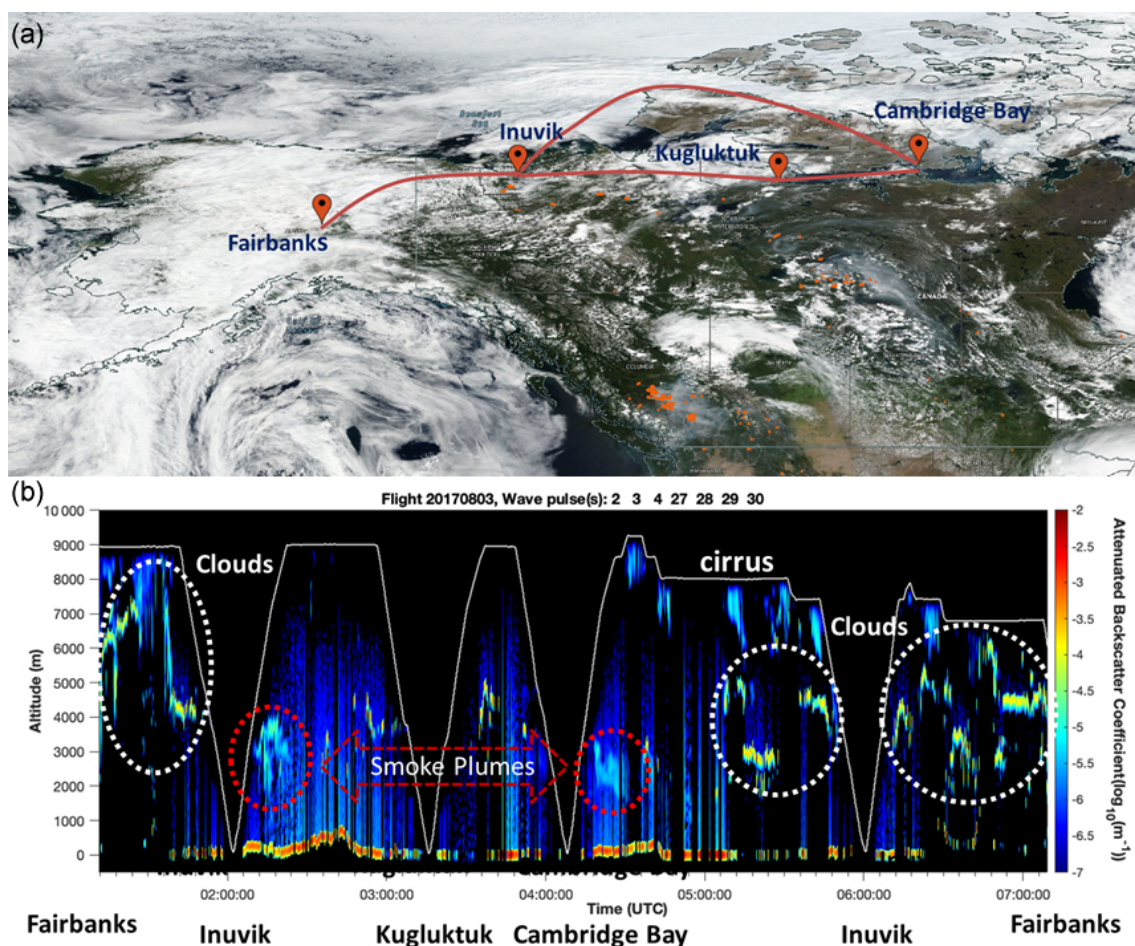 (a)
Inuvik
Cambridge Bay
Kugluktuk
Fairbanks
CANADA
(b)
Flight 20170803, Wave pulse(s): 2 3 4 27 28 29 30
10 000
9000
8000
7000
6000
5000
4000
3000
2000
1000
0
Altitude (m)
Clouds
cirrus
Clouds
Smoke Plumes
-2
-2.5
-3
-3.5
-4
-4.5
-5
-5.5
-6
-6.5
-7
Attenuated Backscatter Coefficient(log10(m-1))
02:00:00 03:00:00 04:00:00 05:00:00 06:00:00 07:00:00
Time (UTC)
Fairbanks Inuvik Kugluktuk Cambridge Bay Inuvik Fairbanks